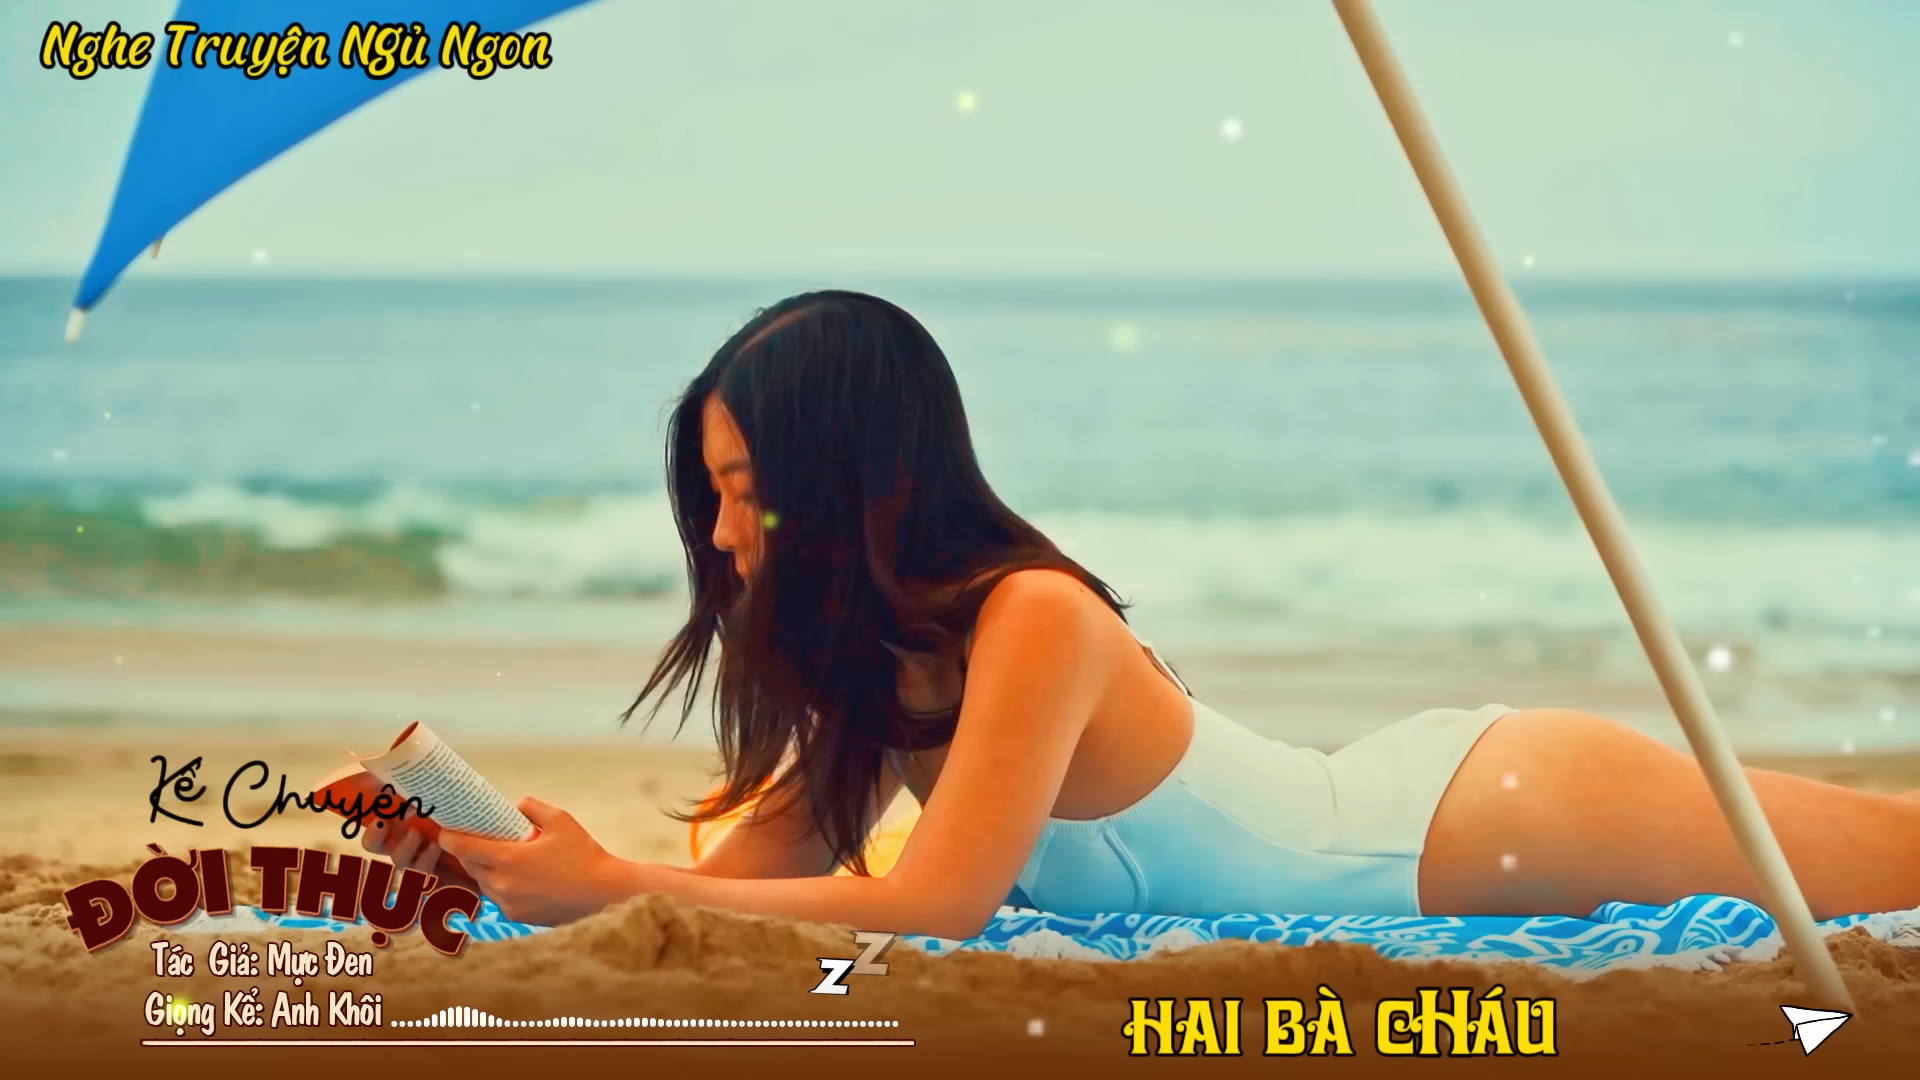 Nghe Truyện Ngủ Ngon
Kể Chuyện
ĐỜI THỰC
Tác Giả: Mực Đen
Giọng Kể: Anh Khôi
Z Z
HAI BÀ CHÁU